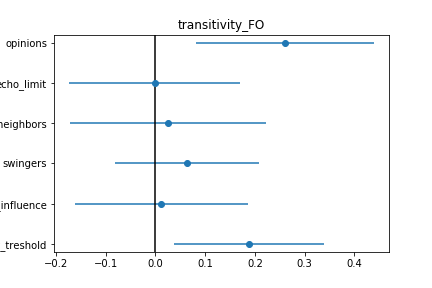 transitivity_FO
opinions
echo_limit
neighbors
swingers
_influence
_treshold
−0.2 −0.1 0.0 0.1 0.2 0.3 0.4